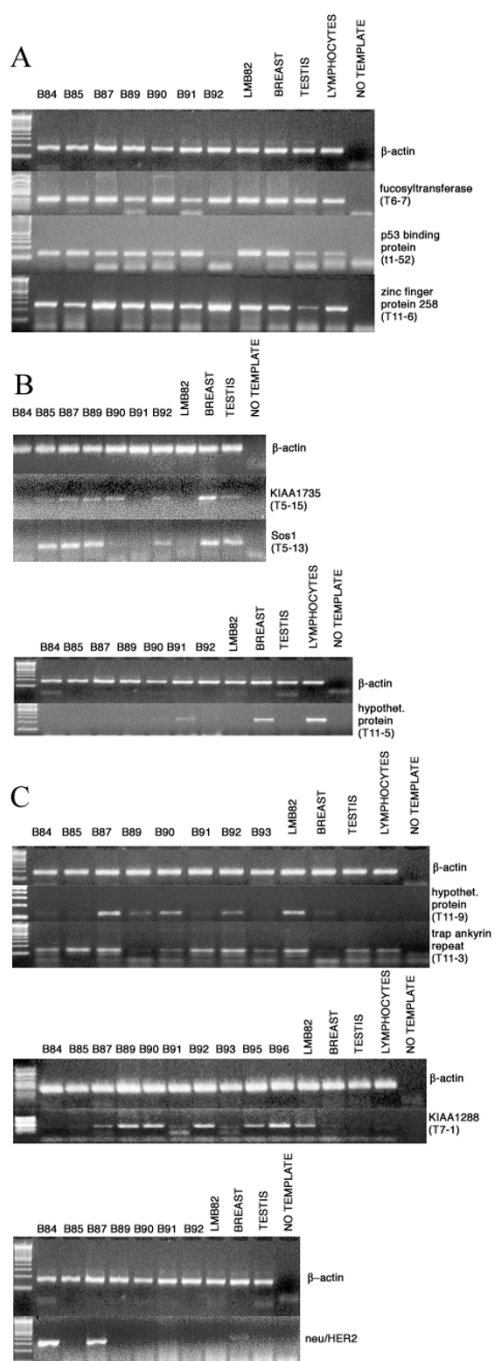 A
B84 B85 B87 B89 B90 B91 B92 LMB82 BREAST TESTIS LYMPHOCYTES NO TEMPLATE
β-actin
fucosyltransferase
(T6-7)
p53 binding
protein
(t1-52)
zinc finger
protein 258
(T11-6)
B
B84 B85 B87 B89 B90 B91 B92 LMB82 BREAST TESTIS NO TEMPLATE
β-actin
KIAA1735
(T5-15)
Sos1
(T5-13)
B84 B85 B87 B89 B90 B91 B92 LMB82 BREAST TESTIS LYMPHOCYTES NO TEMPLATE
β-actin
hypothet.
protein
(T11-5)
C
B84 B85 B87 B89 B90 B91 B92 B93 LMB82 BREAST TESTIS LYMPHOCYTES NO TEMPLATE
β-actin
hypothet.
protein
(T11-9)
trap ankyrin
repeat
(T11-3)
B84 B85 B87 B89 B90 B91 B92 B93 B95 B96 LMB82 BREAST TESTIS LYMPHOCYTES NO TEMPLATE
β-actin
KIAA1288
(T7-1)
B84 B85 B87 B89 B90 B91 B92 LMB82 BREAST TESTIS NO TEMPLATE
β–actin
neu/HER2